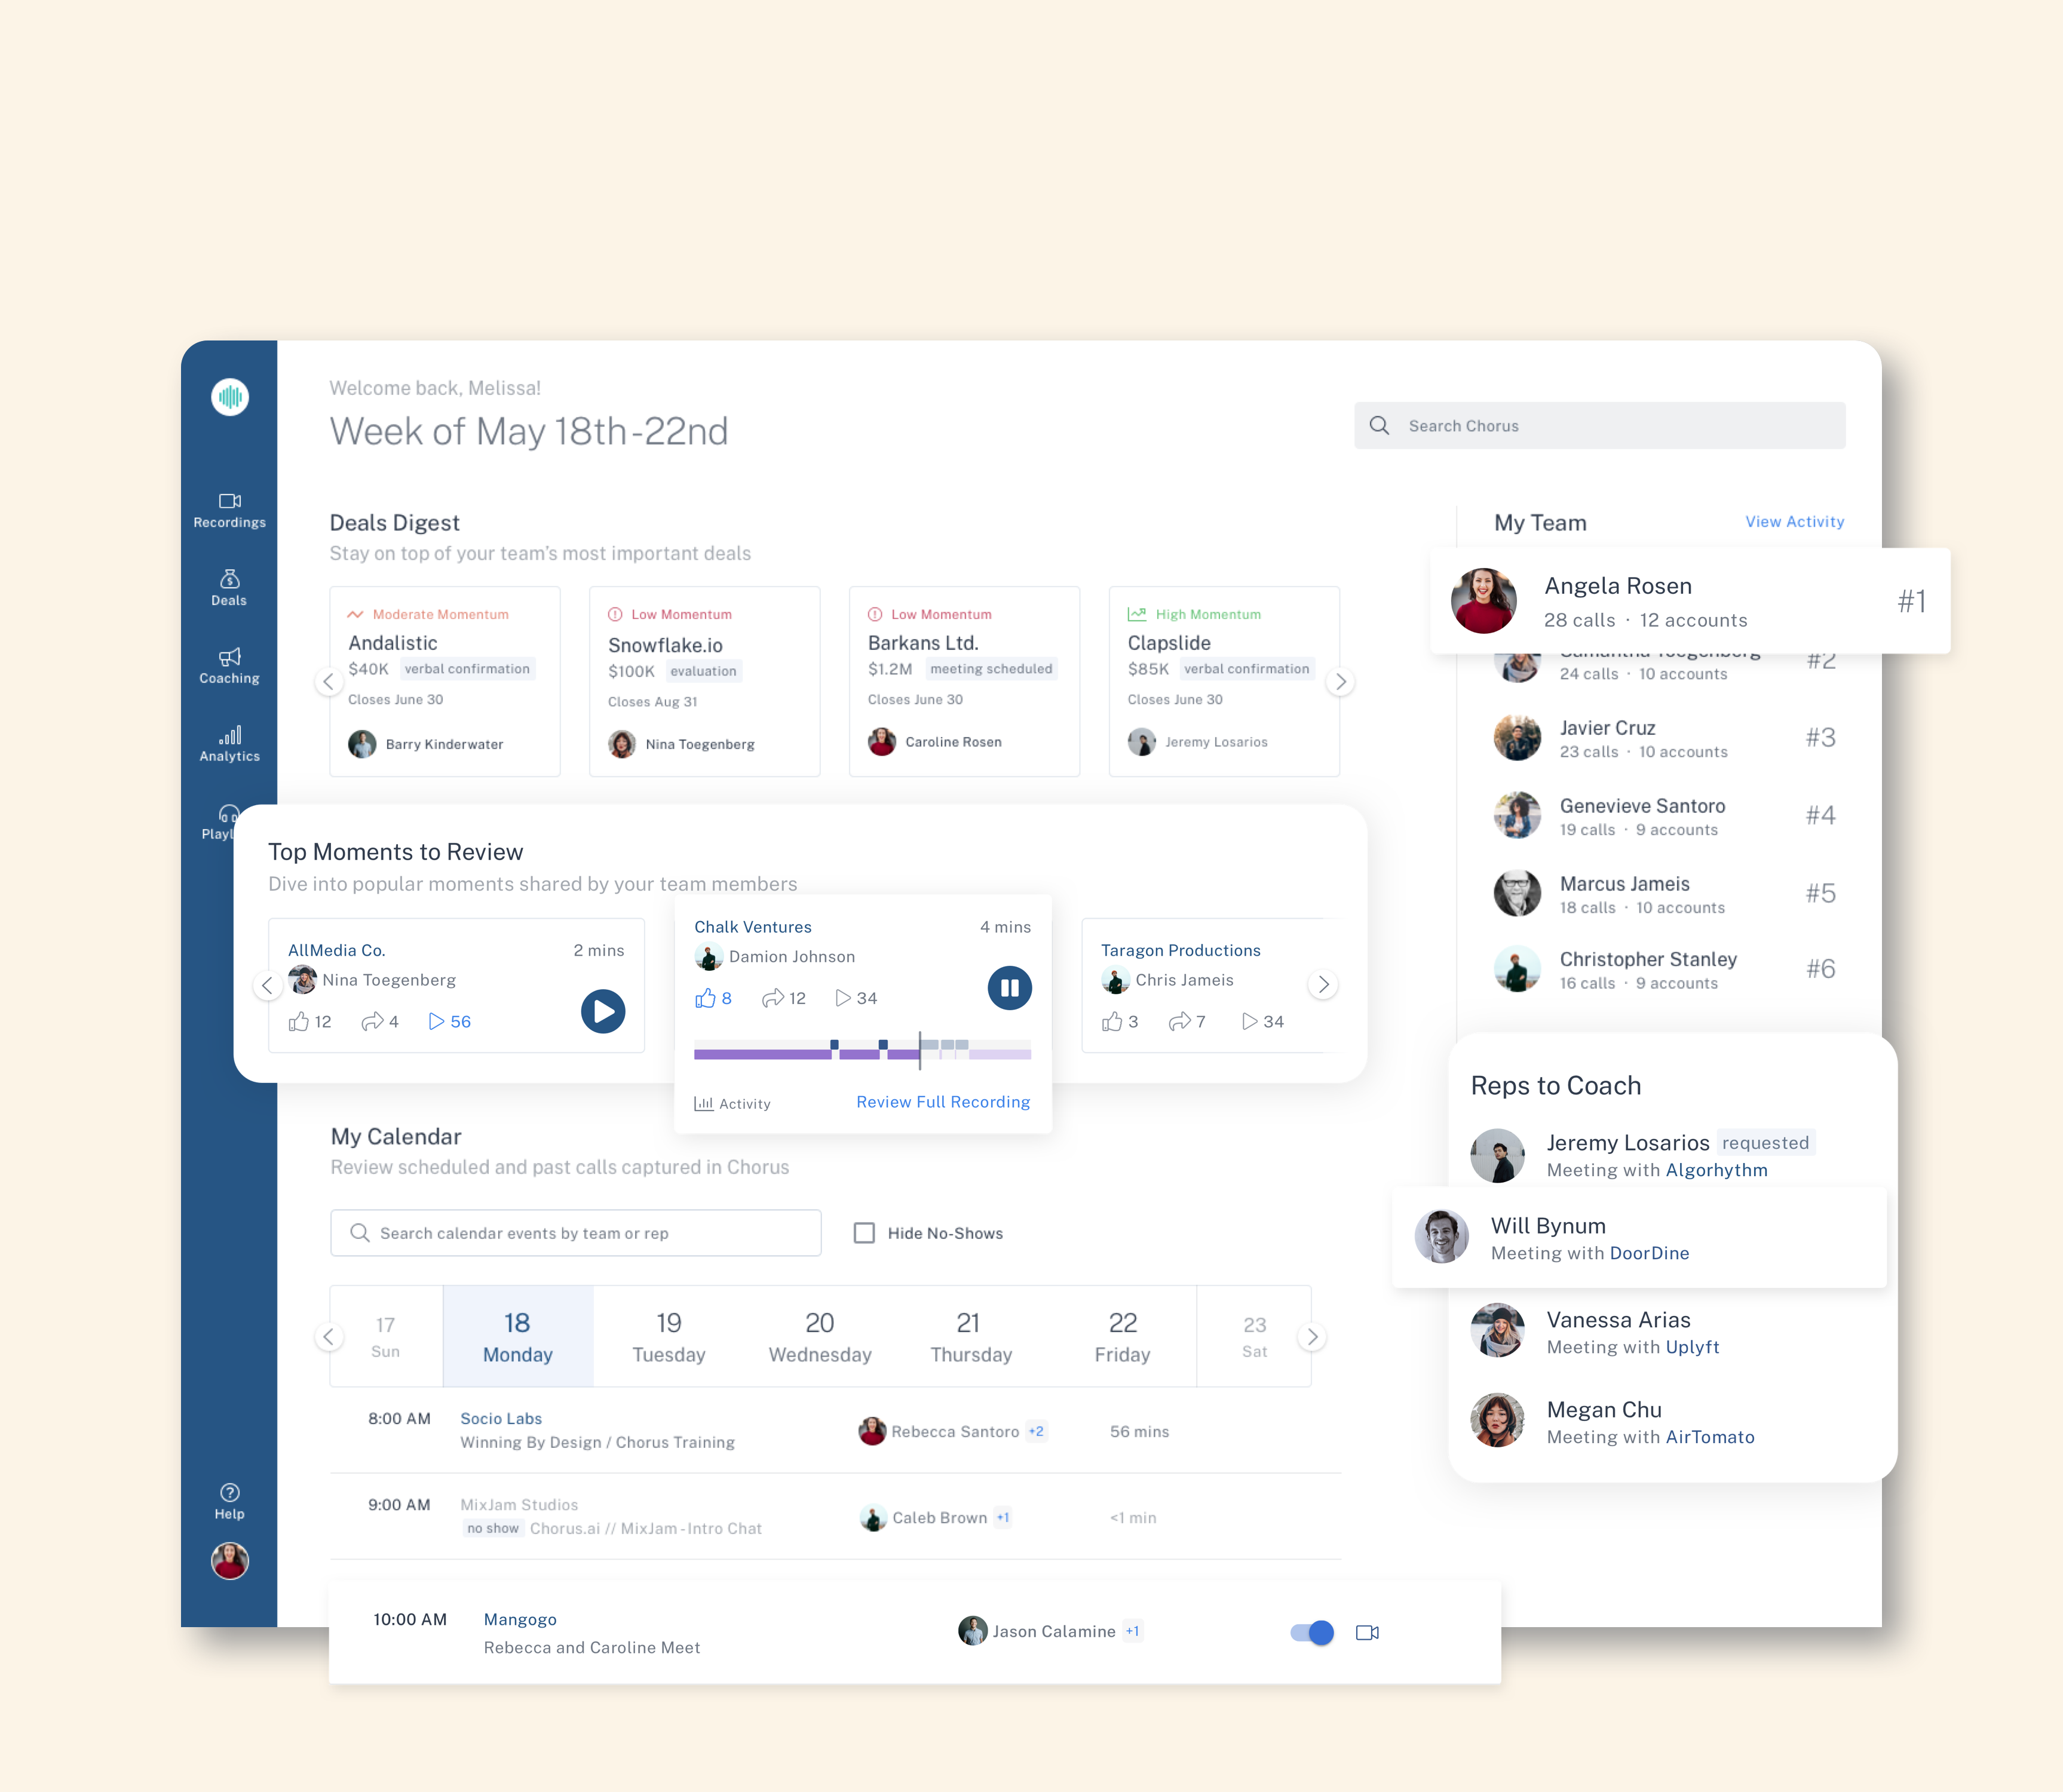 Welcome back, Melissa!
Week of May 18th-22nd
Search Chorus
Recordings
Deals
Coaching
Analytics
Help
Deals Digest
Stay on top of your team's most important deals
Moderate Momentum
Andalistic
$40K verbal confirmation
Closes June 30
Barry Kinderwater
Low Momentum
Snowflake.io
$100K evaluation
Closes Aug 31
Nina Toegenberg
Low Momentum
Barkans Ltd.
$1.2M meeting scheduled
Closes June 30
Caroline Rosen
High Momentum
Clapslide
$85K verbal confirmation
Closes June 30
Jeremy Losarios
Top Moments to Review
Dive into popular moments shared by your team members
AllMedia Co. 2 mins
Nina Toegenberg
12 4 56
Chalk Ventures 4 mins
Damion Johnson
8 12 34
Activity Review Full Recording
Taragon Productions
Chris Jameis
3 7 34
My Calendar
Review scheduled and past calls captured in Chorus
Search calendar events by team or rep
Hide No-Shows
17 18 19 20 21 22 23
Sun Monday Tuesday Wednesday Thursday Friday Sat
8:00 AM Socio Labs
Winning By Design / Chorus Training
Rebecca Santoro +2 56 mins
9:00 AM MixJam Studios
no show Chorus.ai // MixJam - Intro Chat
Caleb Brown +1 <1 min
10:00 AM Mangogo
Rebecca and Caroline Meet
Jason Calamine +1
My Team View Activity
Angela Rosen
28 calls · 12 accounts
#1
Samantha Toegenberg #2
24 calls · 10 accounts
Javier Cruz
23 calls · 10 accounts
#3
Genevieve Santoro
19 calls · 9 accounts
#4
Marcus Jameis
18 calls · 10 accounts
#5
Christopher Stanley
16 calls · 9 accounts
#6
Reps to Coach
Jeremy Losarios requested
Meeting with Algorhythm
Will Bynum
Meeting with DoorDine
Vanessa Arias
Meeting with Uplyft
Megan Chu
Meeting with AirTomato